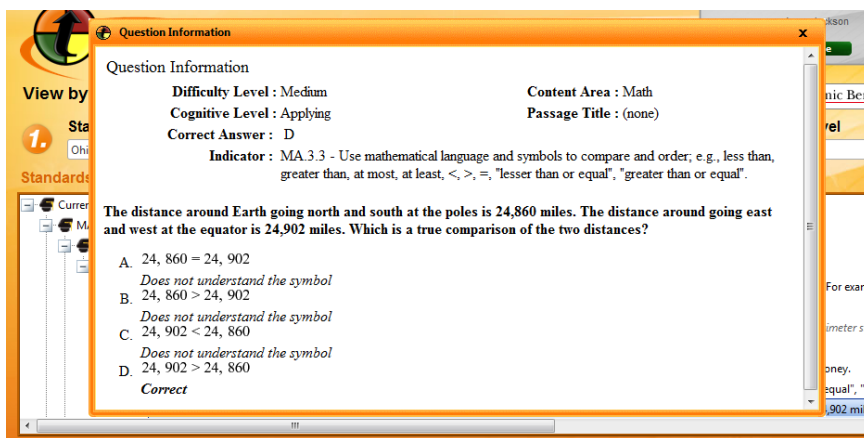 Question Information
x
Question Information
Difficulty Level : Medium
Content Area : Math
Cognitive Level : Applying
Passage Title : (none)
Correct Answer : D
Indicator : MA.3.3 - Use mathematical language and symbols to compare and order; e.g., less than,
greater than, at most, at least, <, >, =, "lesser than or equal", "greater than or equal".
The distance around Earth going north and south at the poles is 24,860 miles. The distance around going east
and west at the equator is 24,902 miles. Which is a true comparison of the two distances?
A. 24, 860 = 24, 902
Does not understand the symbol
B. 24, 860 > 24, 902
Does not understand the symbol
C. 24, 902 < 24, 860
Does not understand the symbol
D. 24, 902 > 24, 860
Correct
View by
1.
Sta
Ohi
Standards
Curren
MA
kson
e
mic Be
vel
For exa
imeter s
oney.
equal", "
,902 mi